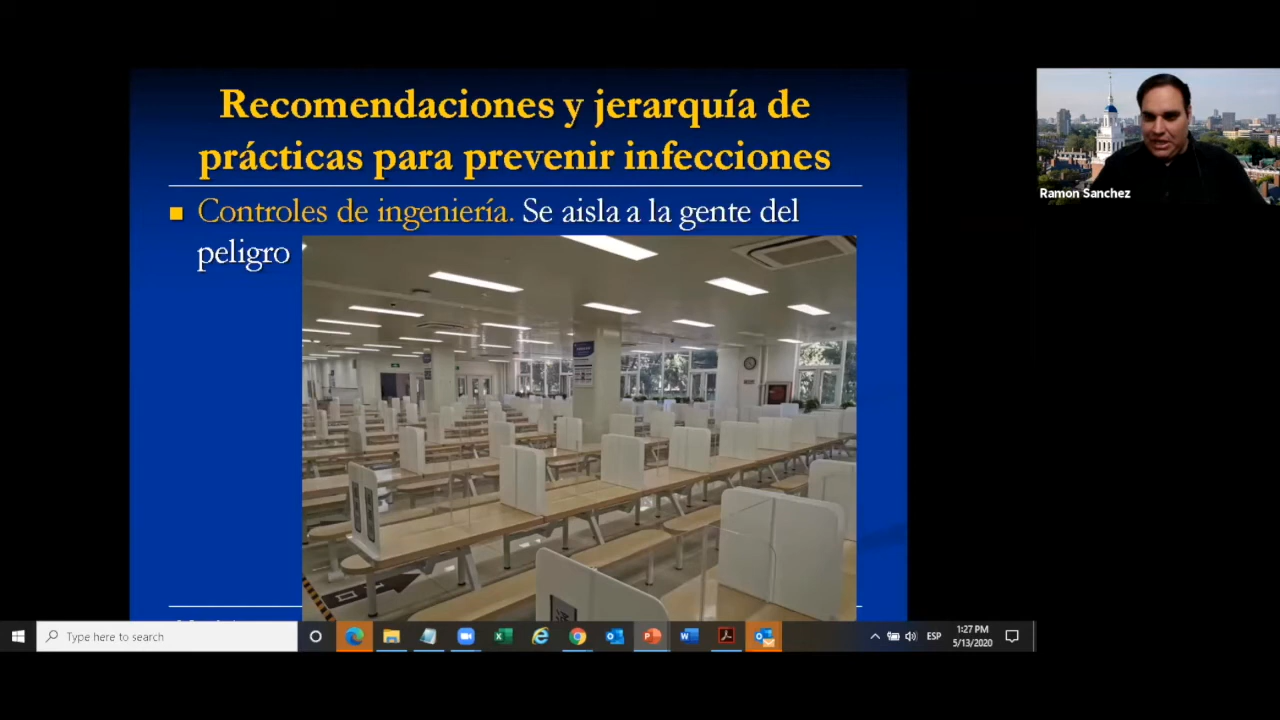 Recomendaciones y jerarquía de
prácticas para prevenir infecciones
Controles de ingeniería. Se aisla a la gente del
peligro
Ramon Sanchez
Type here to search
ESP
1:27 PM
5/13/2020